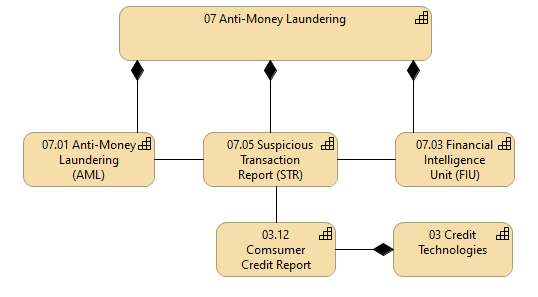 07 Anti-Money Laundering
07.01 Anti-Money
Laundering
(AML)
07.05 Suspicious
Transaction
Report (STR)
07.03 Financial
Intelligence
Unit (FIU)
03.12
Comsumer
Credit Report
03 Credit
Technologies